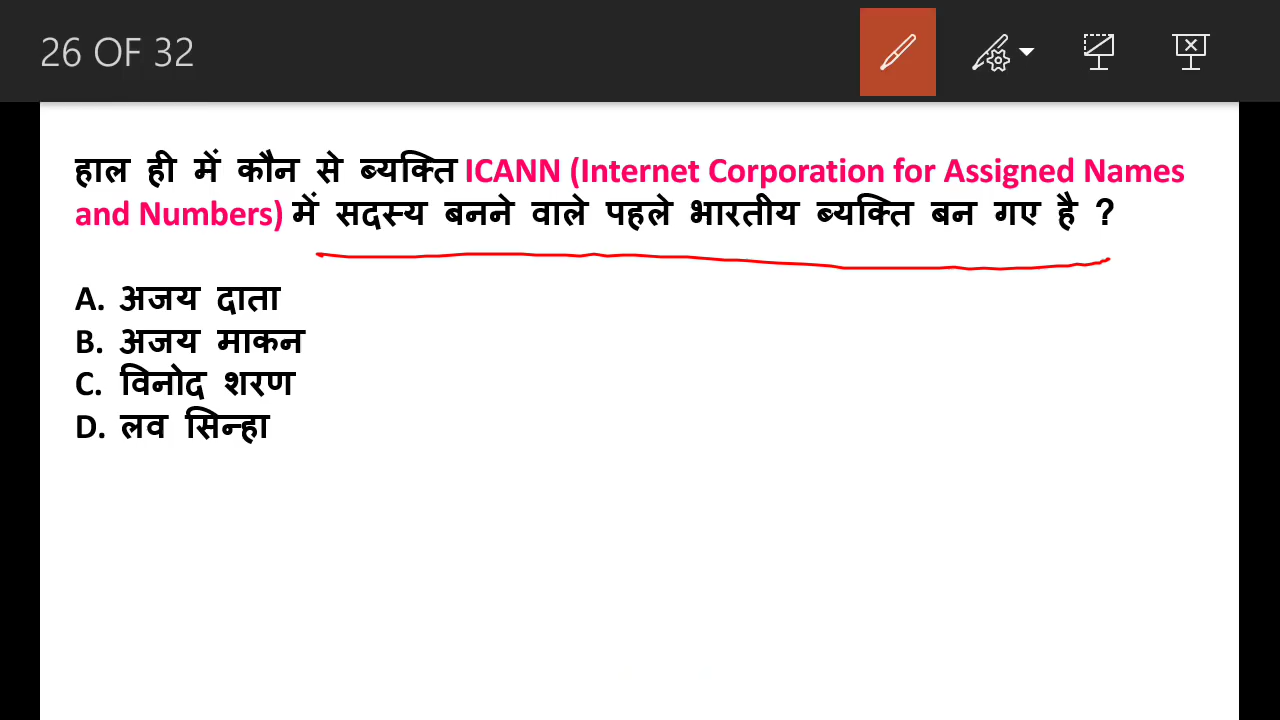 26 OF 32
हाल ही में कौन से ब्यक्ति ICANN (Internet Corporation for Assigned Names
and Numbers) में सदस्य बनने वाले पहले भारतीय ब्यक्ति बन गए है ?
A. अजय दाता
B. अजय माकन
C. विनोद शरण
D. लव सिन्हा